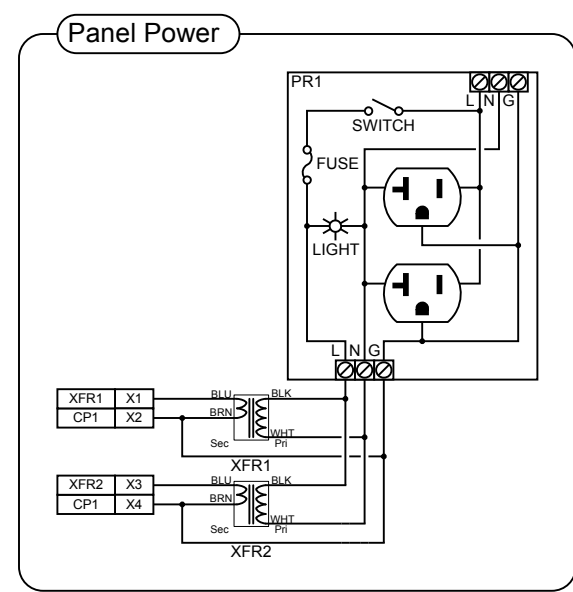 Panel Power
PR1
L N G
SWITCH
FUSE
LIGHT
L N G
XFR1 X1
CP1 X2
BLU BLK
BRN
WHT
Sec Pri
XFR1
XFR2 X3
CP1 X4
BLU BLK
BRN
WHT
Sec Pri
XFR2